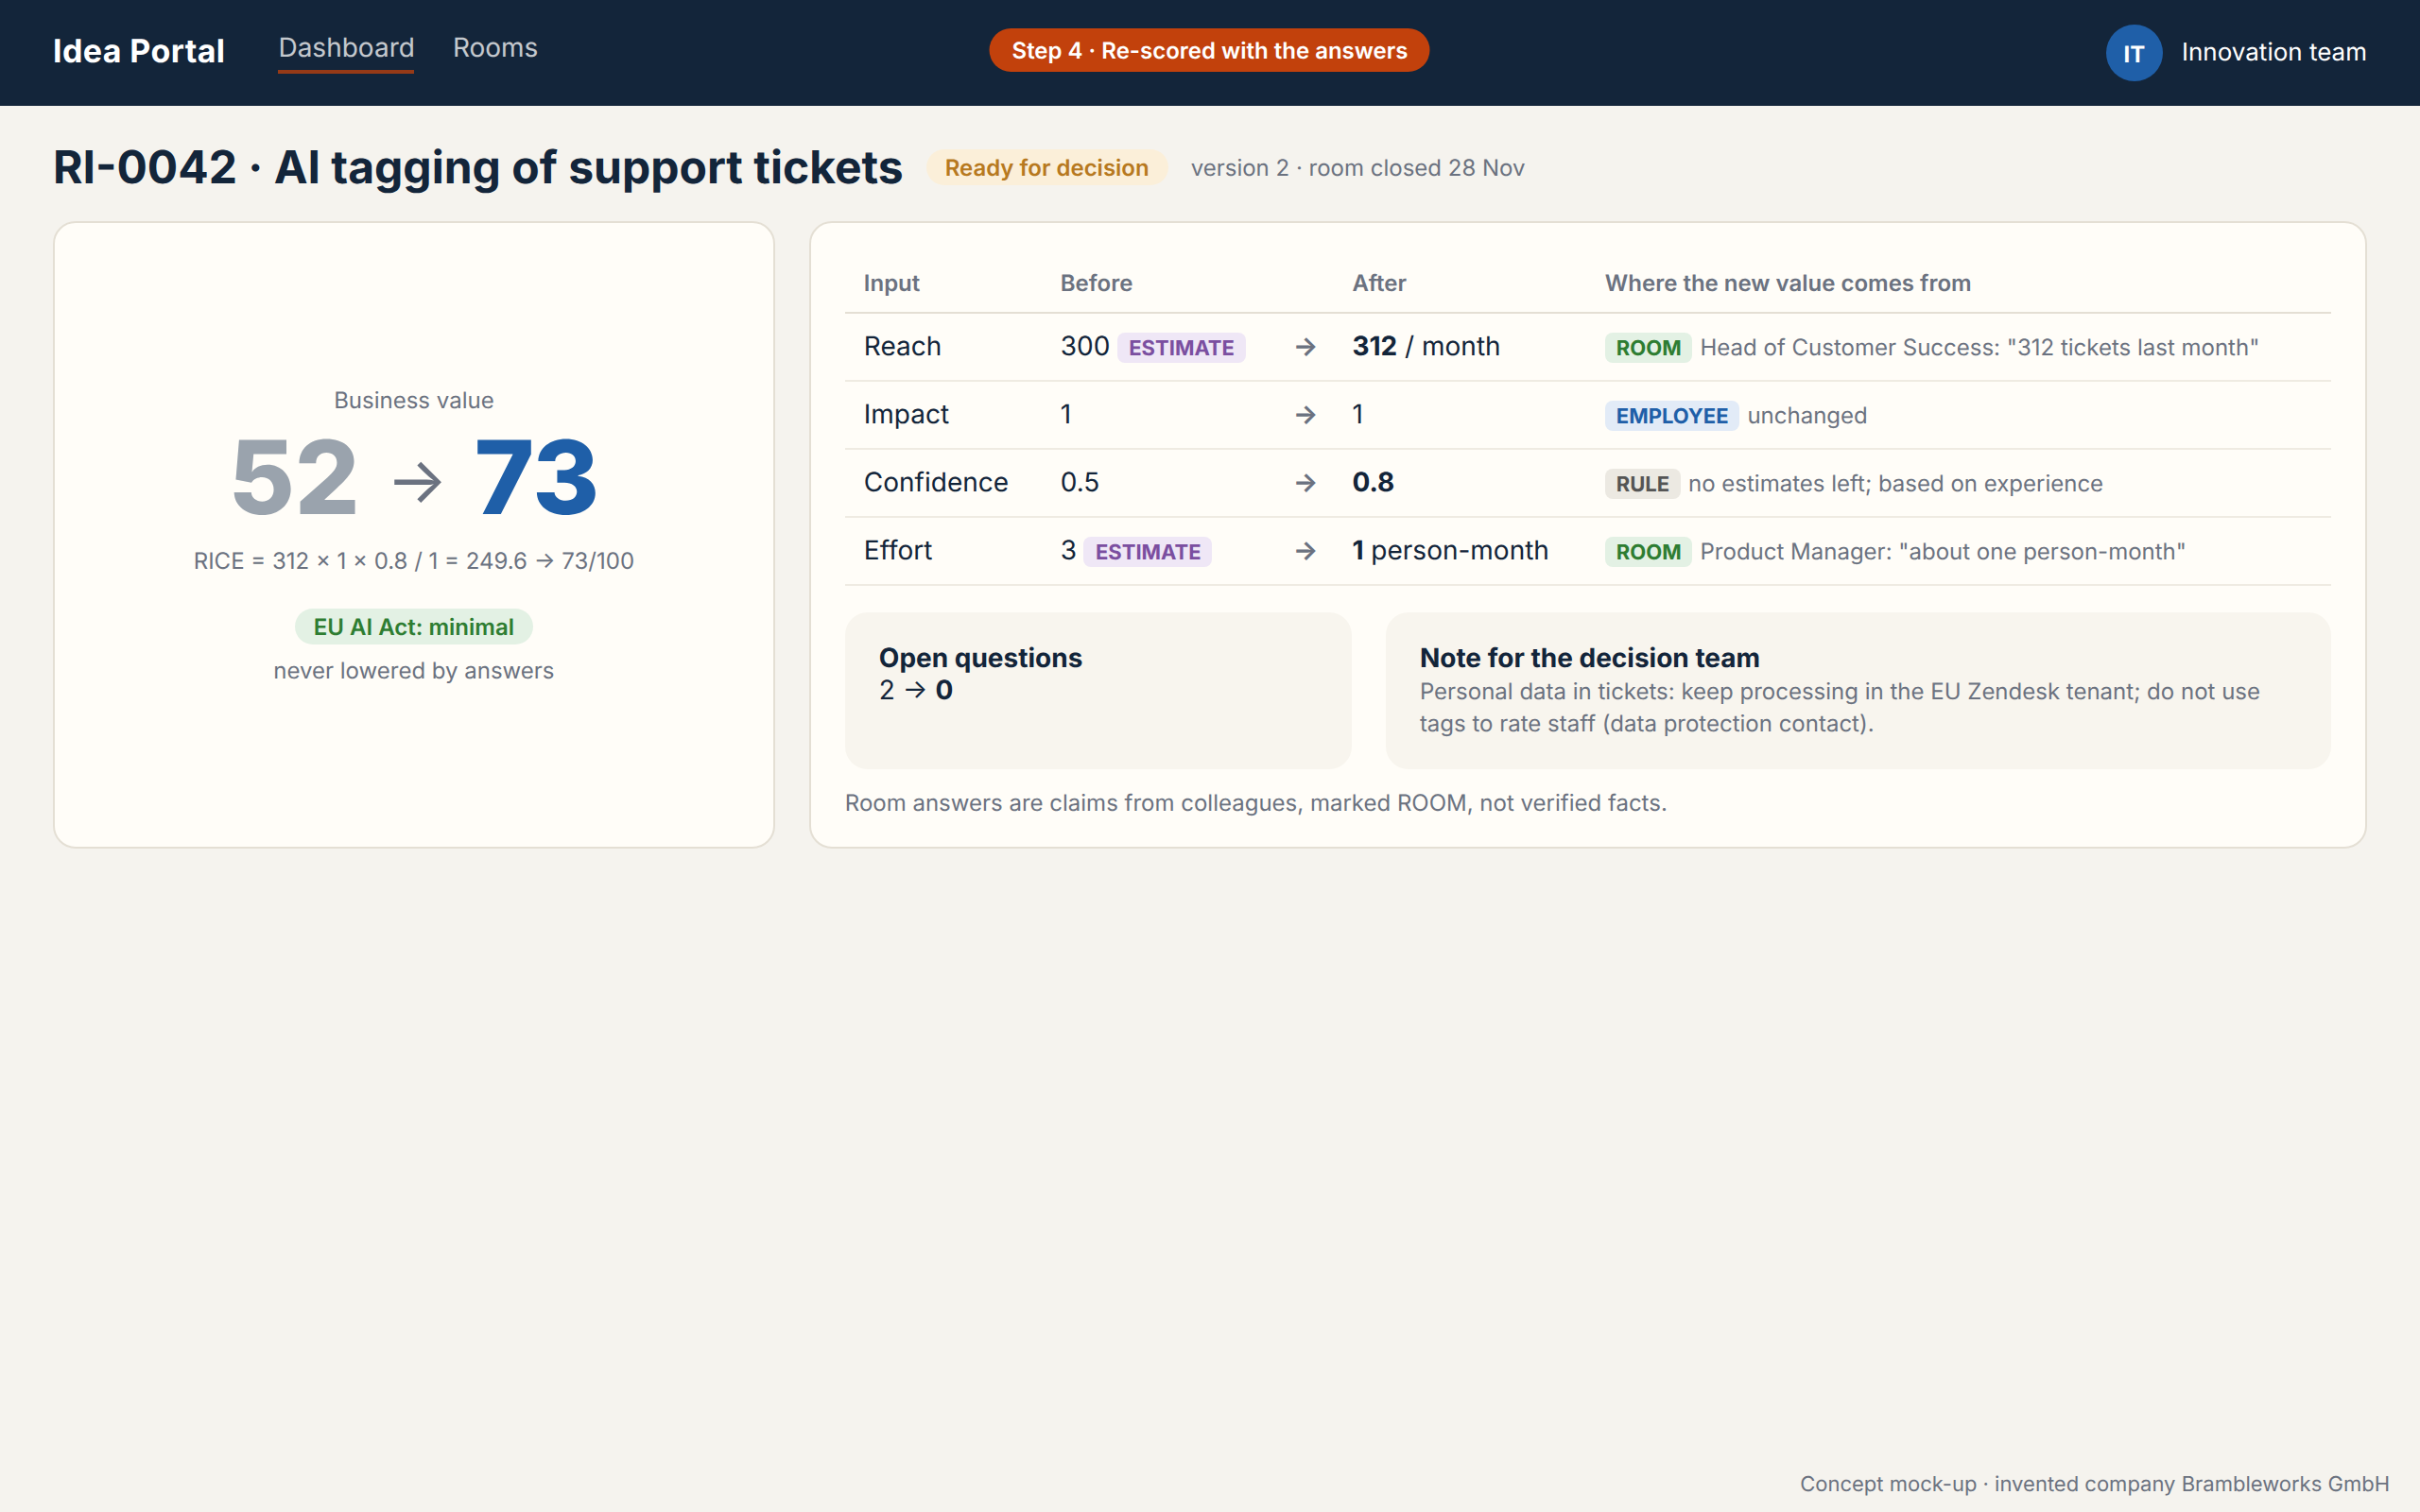 Idea Portal Dashboard Rooms Step 4 · Re-scored with the answers IT Innovation team
RI-0042 · AI tagging of support tickets Ready for decision version 2 · room closed 28 Nov
Business value
52 → 73
RICE = 312 × 1 × 0.8 / 1 = 249.6 → 73/100
EU AI Act: minimal
never lowered by answers
Input Before After Where the new value comes from
Reach 300 ESTIMATE → 312 / month ROOM Head of Customer Success: "312 tickets last month"
Impact 1 → 1 EMPLOYEE unchanged
Confidence 0.5 → 0.8 RULE no estimates left; based on experience
Effort 3 ESTIMATE → 1 person-month ROOM Product Manager: "about one person-month"
Open questions
2 → 0
Note for the decision team
Personal data in tickets: keep processing in the EU Zendesk tenant; do not use
tags to rate staff (data protection contact).
Room answers are claims from colleagues, marked ROOM, not verified facts.
Concept mock-up · invented company Brambleworks GmbH